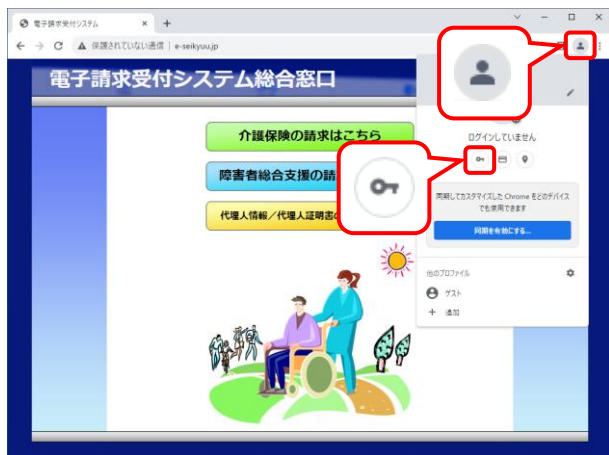 電子請求受付システム
保護されていない通信 | e-seikyuu.jp
電子請求受付システム総合窓口
介護保険の請求はこちら
障害者総合支援の請
代理人情報／代理人証明書の
ログインしていません
同期してカスタマイズした Chrome をどのデバイス
でも使用できます
同期を有効にする...
他のプロファイル
ゲスト
追加